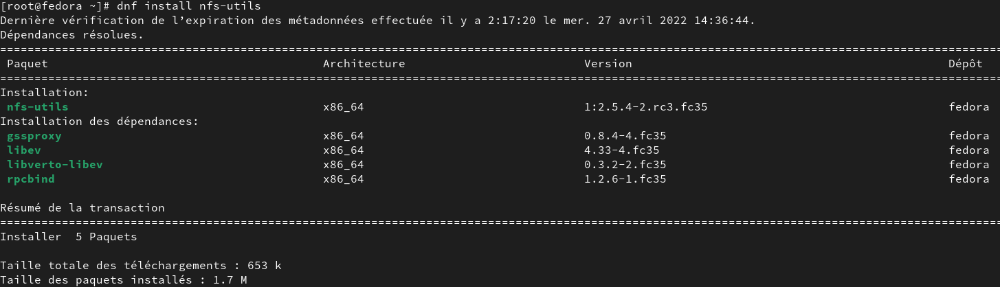 [root@fedora ~]# dnf install nfs-utils
Dernière vérification de l’expiration des métadonnées effectuée il y a 2:17:20 le mer. 27 avril 2022 14:36:44.
Dépendances résolues.
================================================================================================================================================
Paquet Architecture Version Dépôt
================================================================================================================================================
Installation:
nfs-utils x86_64 1:2.5.4-2.rc3.fc35 fedora
Installation des dépendances:
gssproxy x86_64 0.8.4-4.fc35 fedora
libev x86_64 4.33-4.fc35 fedora
libverto-libev x86_64 0.3.2-2.fc35 fedora
rpcbind x86_64 1.2.6-1.fc35 fedora
Résumé de la transaction
================================================================================================================================================
Installer 5 Paquets
Taille totale des téléchargements : 653 k
Taille des paquets installés : 1.7 M